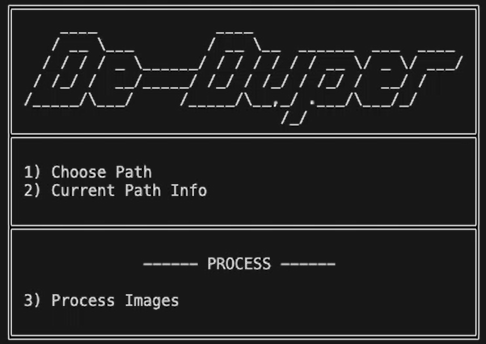 De-Duper
1) Choose Path
2) Current Path Info
------ PROCESS ------
3) Process Images